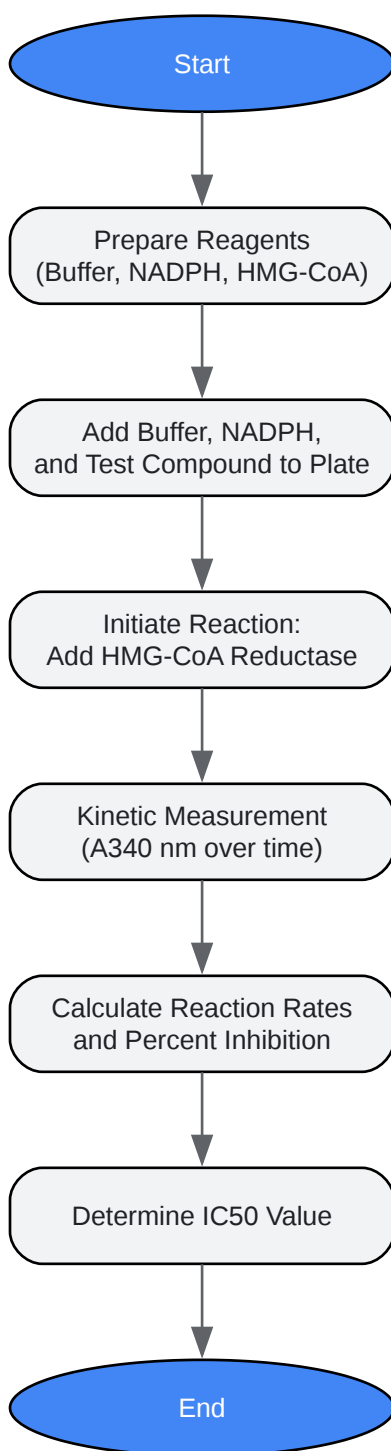 Start
Prepare Reagents
(Buffer, NADPH, HMG-CoA)
Add Buffer, NADPH,
and Test Compound to Plate
Initiate Reaction:
Add HMG-CoA Reductase
Kinetic Measurement
(A340 nm over time)
Calculate Reaction Rates
and Percent Inhibition
Determine IC50 Value
End